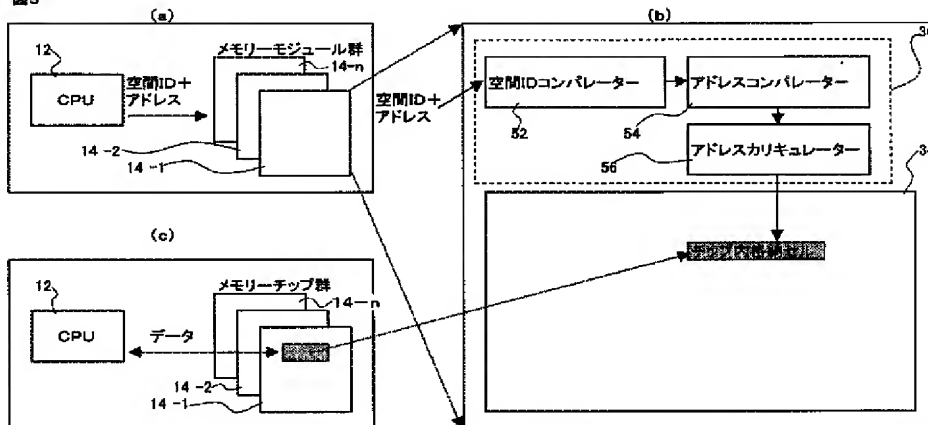 (a)
12
CPU
空間ID+
アドレス
メモリーモジュール群
14-n
14-2
14-1
(b)
空間ID+
アドレス
空間IDコンパレーター
52
アドレスコンパレーター
54
アドレスカリキュレーター
56
(c)
12
CPU
データ
メモリーチップ群
14-n
14-2
14-1